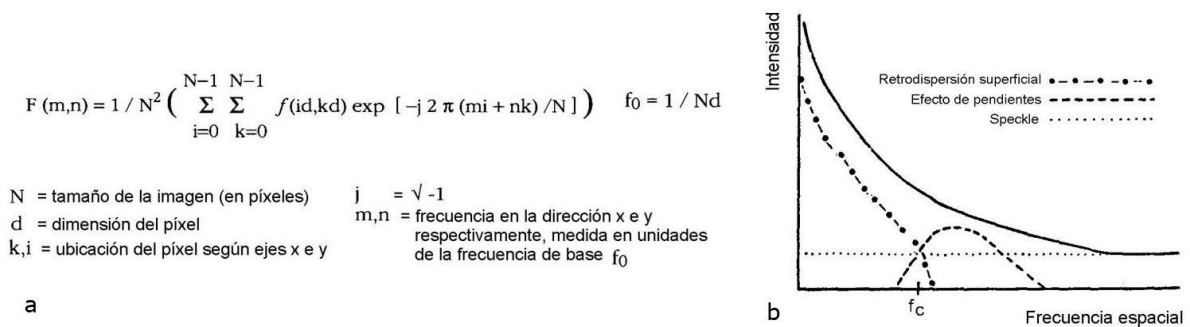 N−1 N−1
F (m,n) = 1 / N² ( Σ Σ f(id,kd) exp [ −j 2 π (mi + nk) / N ] ) f₀ = 1 / Nd
i=0 k=0
N = tamaño de la imagen (en píxeles)
d = dimensión del píxel
k,i = ubicación del píxel según ejes x e y
j = √ -1
m,n = frecuencia en la dirección x e y
respectivamente, medida en unidades
de la frecuencia de base f₀
a
Intensidad
Retrodispersión superficial
Efecto de pendientes
Speckle
f_C
Frecuencia espacial
b